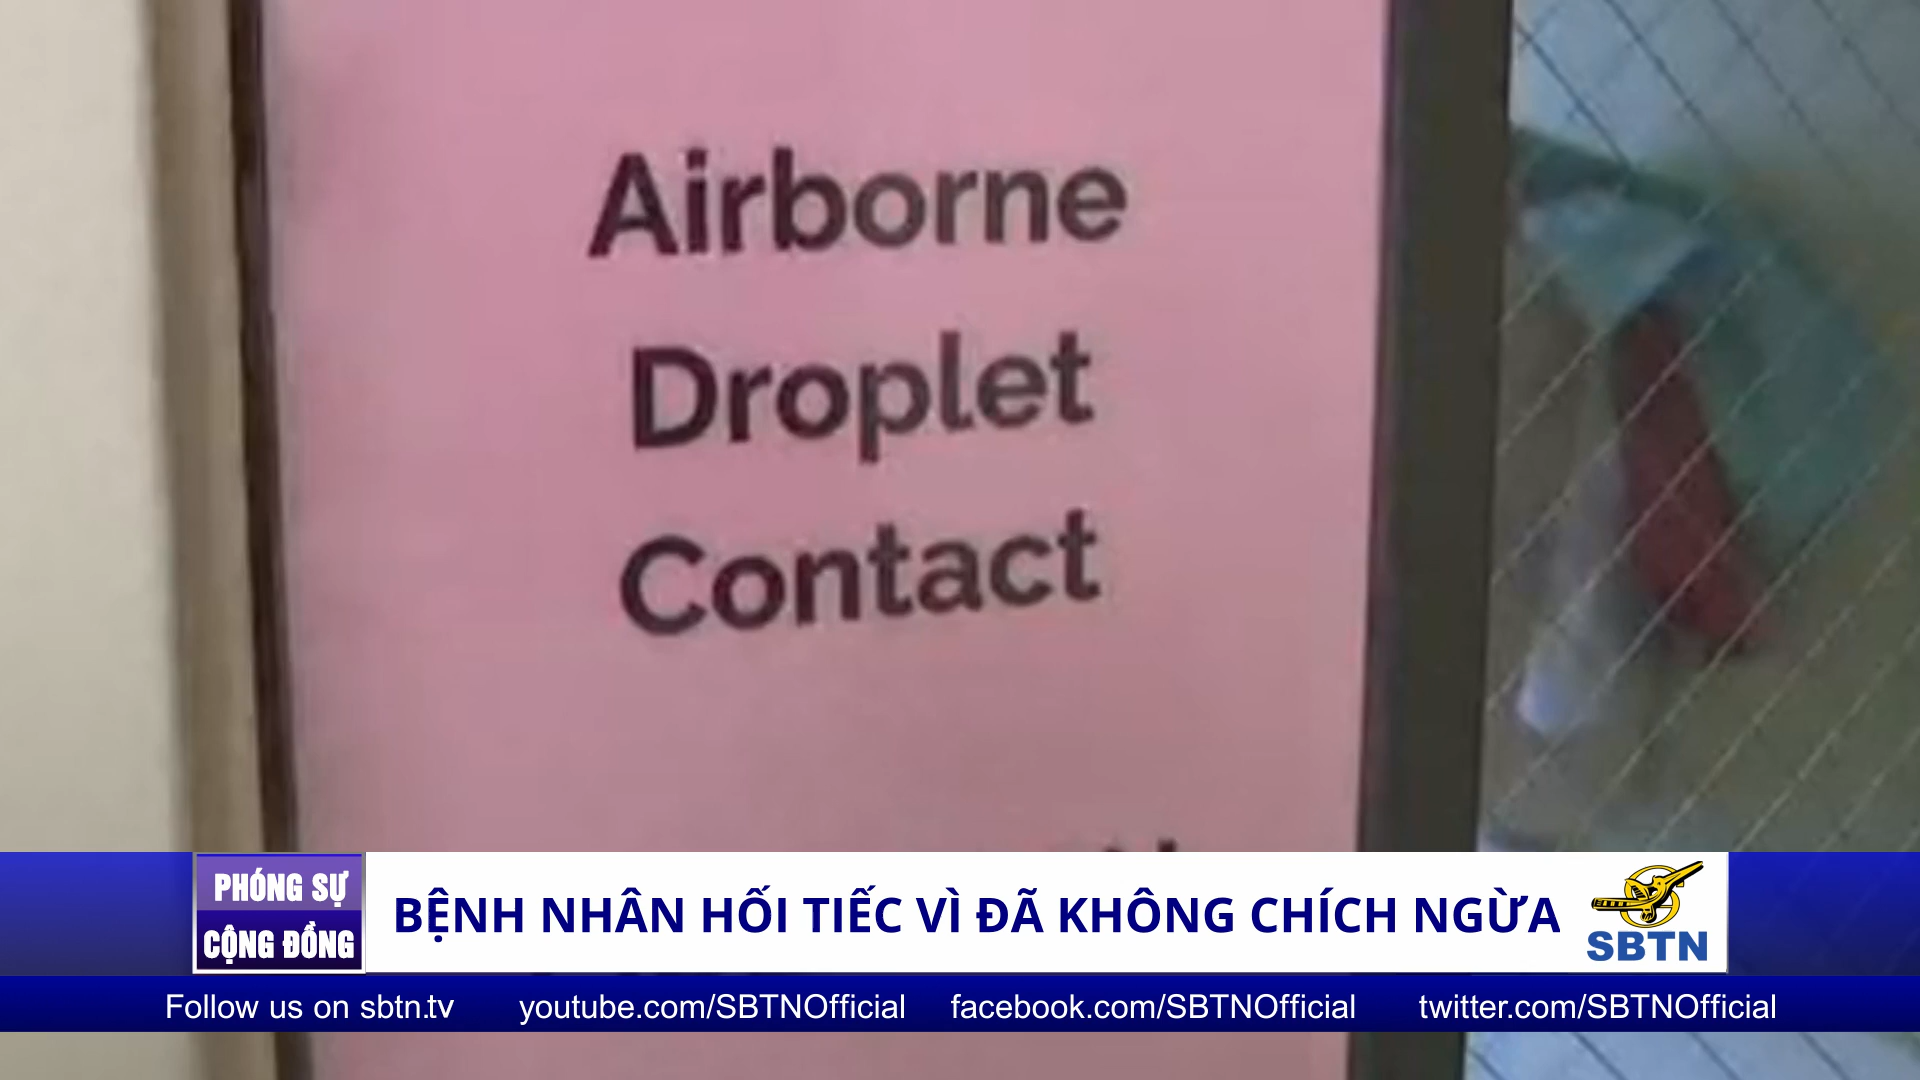 Airborne
Droplet
Contact
PHÓNG SỰ
CỘNG ĐỒNG
BỆNH NHÂN HỐI TIẾC VÌ ĐÃ KHÔNG CHÍCH NGỪA
SBTN
Follow us on sbtn.tv youtube.com/SBTNOfficial facebook.com/SBTNOfficial twitter.com/SBTNOfficial